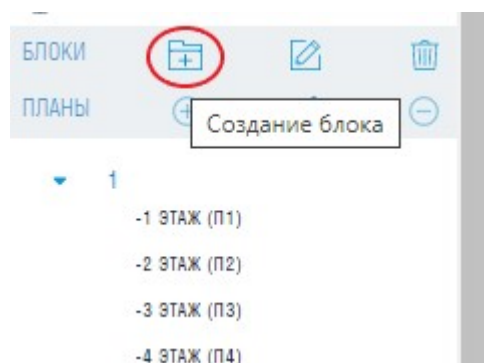 БЛОКИ
ПЛАНЫ
Создание блока
1
-1 ЭТАЖ (П1)
-2 ЭТАЖ (П2)
-3 ЭТАЖ (П3)
-4 ЭТАЖ (П4)